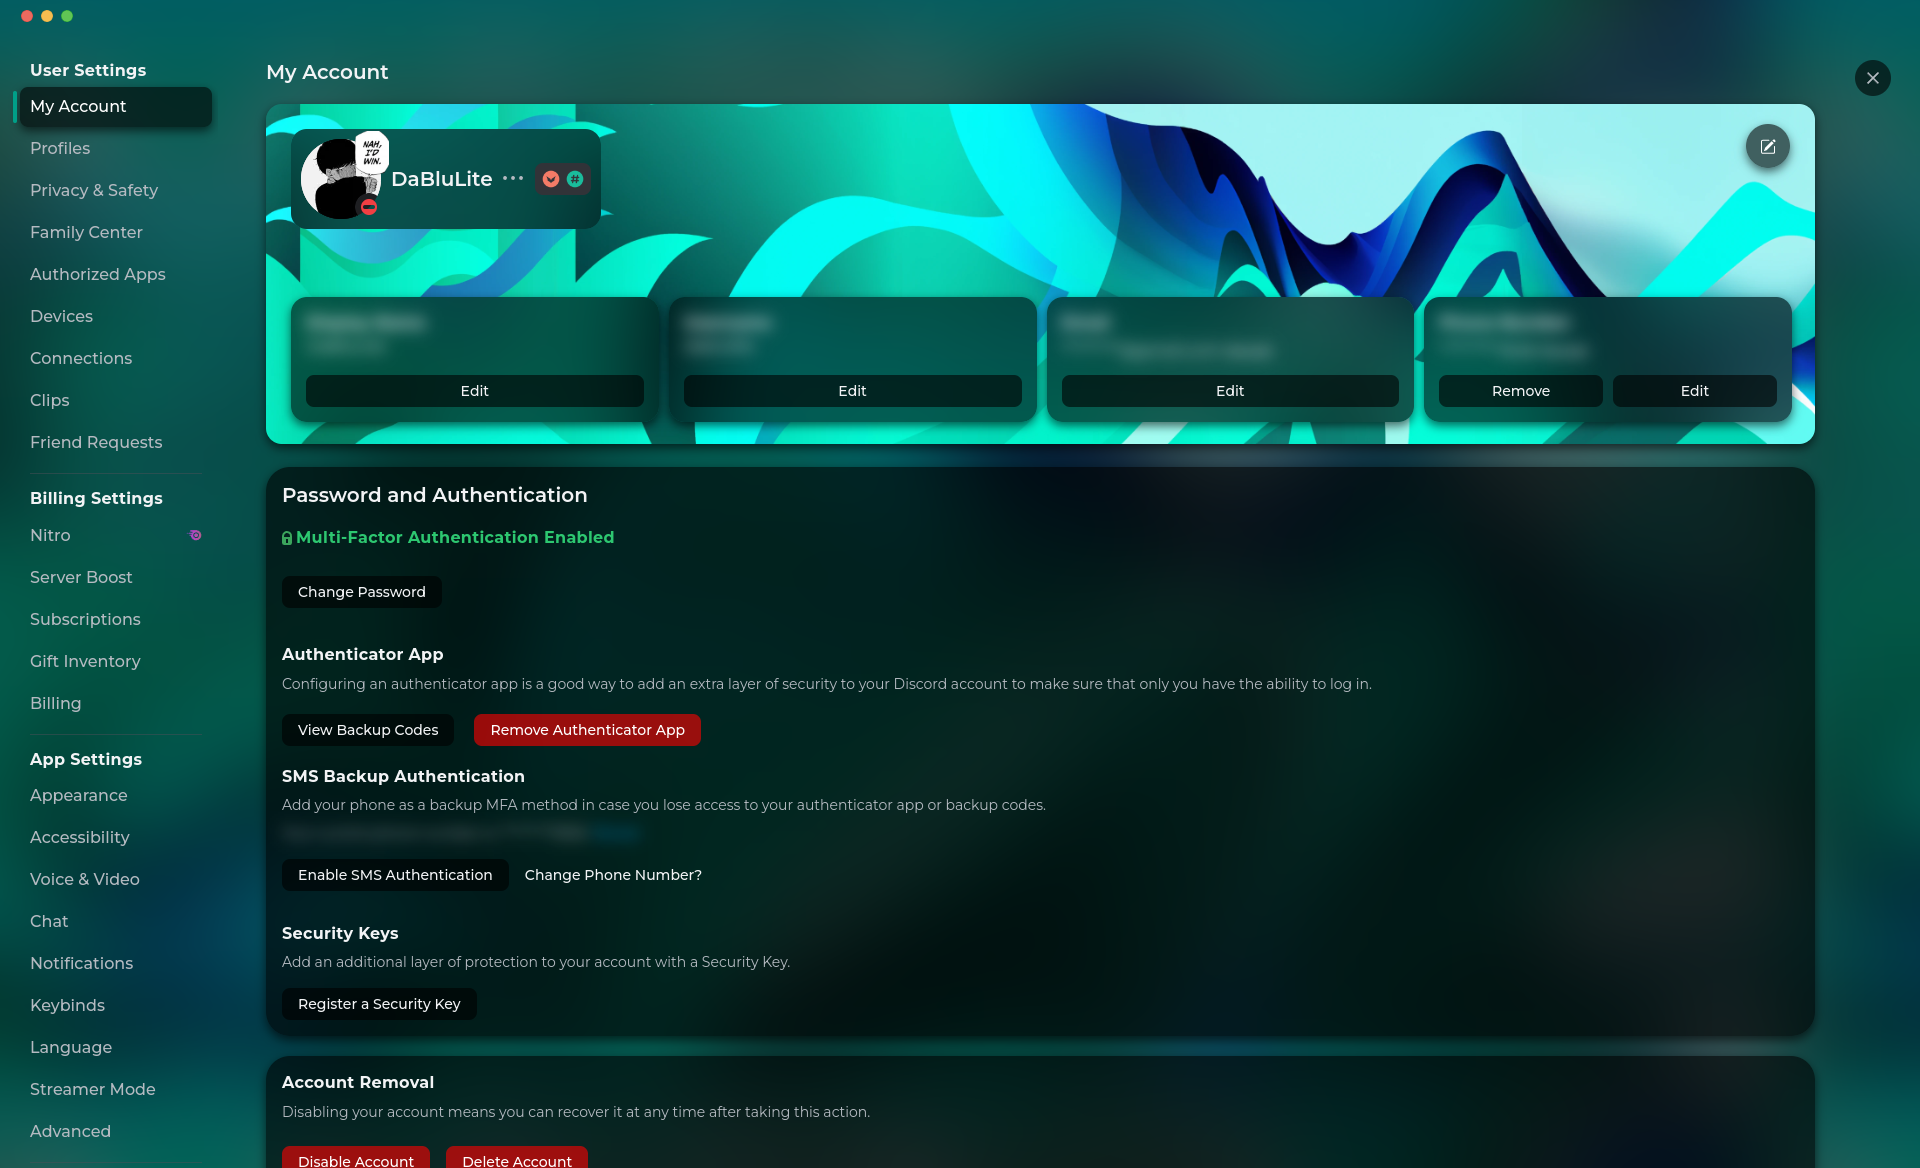 User Settings
My Account
Profiles
Privacy & Safety
Family Center
Authorized Apps
Devices
Connections
Clips
Friend Requests
Billing Settings
Nitro
Server Boost
Subscriptions
Gift Inventory
Billing
App Settings
Appearance
Accessibility
Voice & Video
Chat
Notifications
Keybinds
Language
Streamer Mode
Advanced
My Account
NAH,
I'D
WIN.
DaBluLite
Edit
Edit
Edit
Remove
Edit
Password and Authentication
Multi-Factor Authentication Enabled
Change Password
Authenticator App
Configuring an authenticator app is a good way to add an extra layer of security to your Discord account to make sure that only you have the ability to log in.
View Backup Codes
Remove Authenticator App
SMS Backup Authentication
Add your phone as a backup MFA method in case you lose access to your authenticator app or backup codes.
Enable SMS Authentication
Change Phone Number?
Security Keys
Add an additional layer of protection to your account with a Security Key.
Register a Security Key
Account Removal
Disabling your account means you can recover it at any time after taking this action.
Disable Account
Delete Account